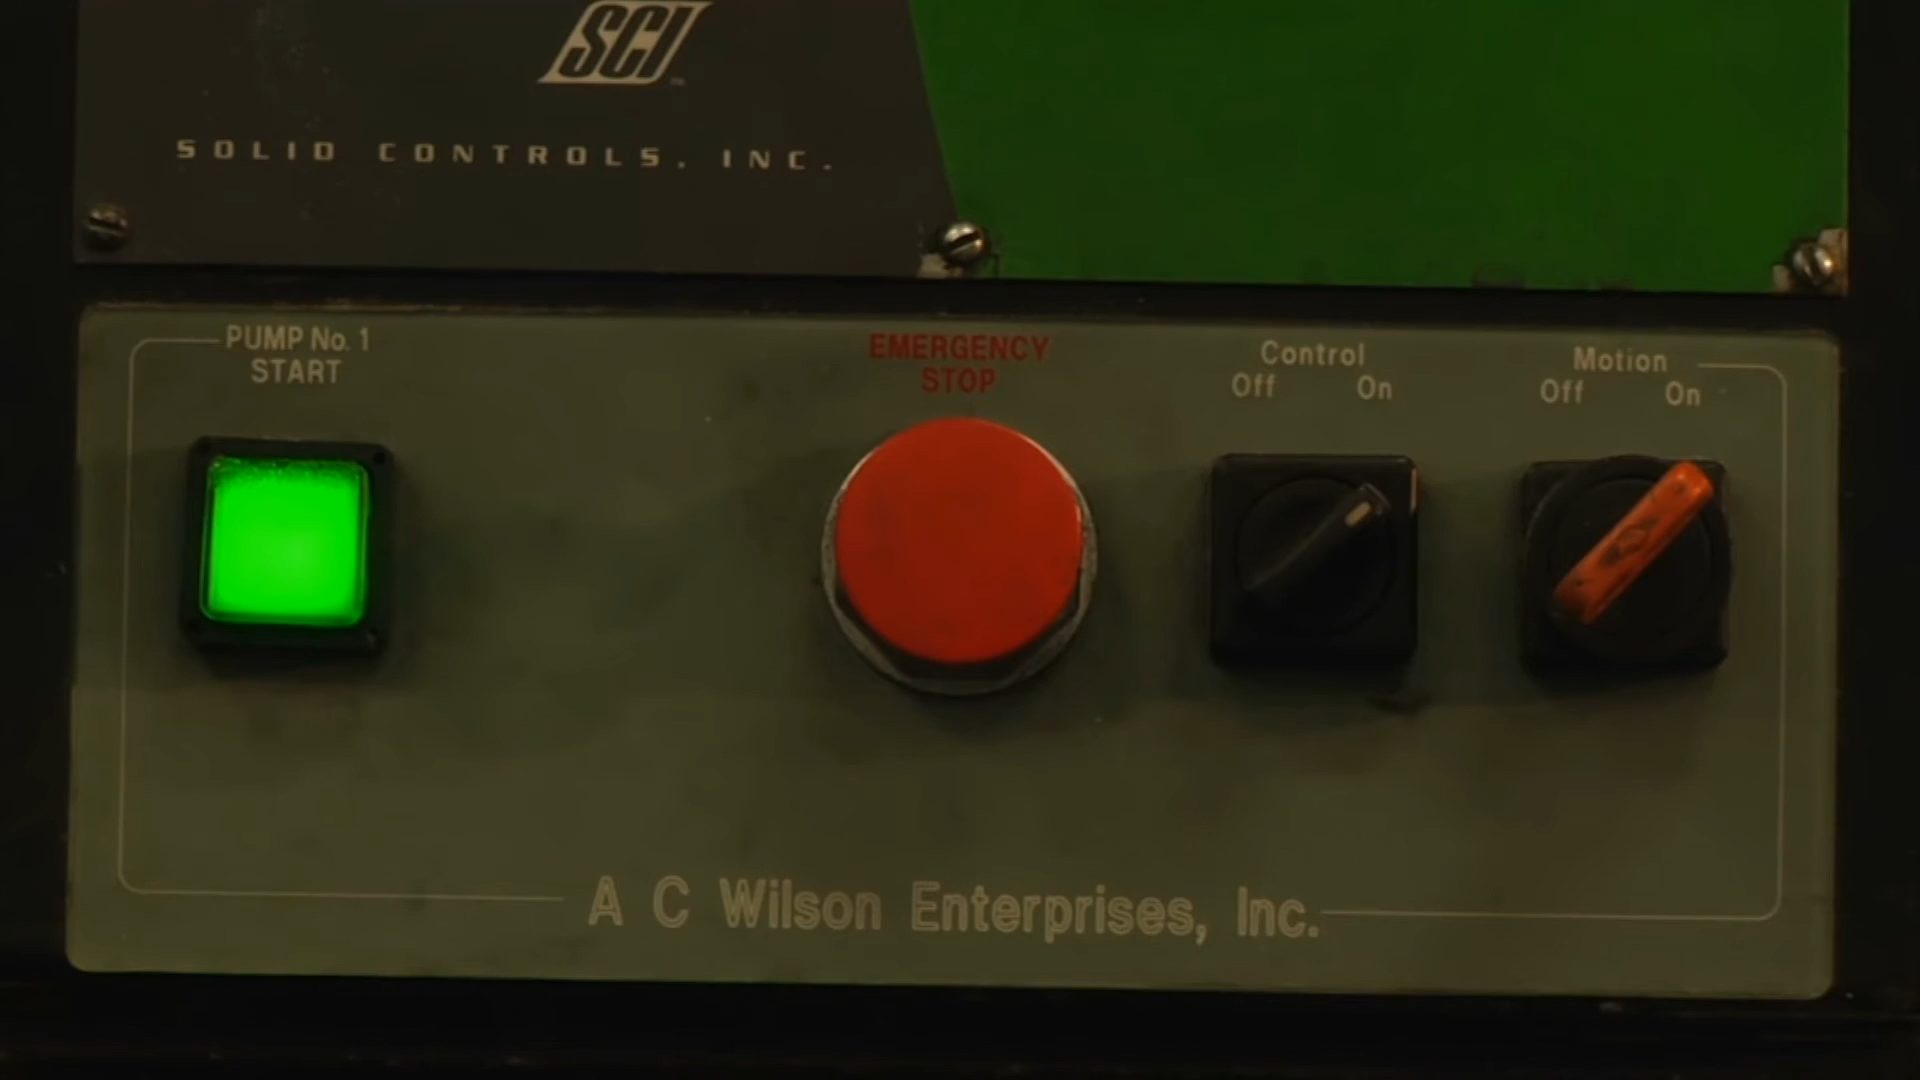 SCI
SOLID CONTROLS, INC.
PUMP No. 1
START
EMERGENCY
STOP
Control
Off On
Motion
Off On
A C Wilson Enterprises, Inc.